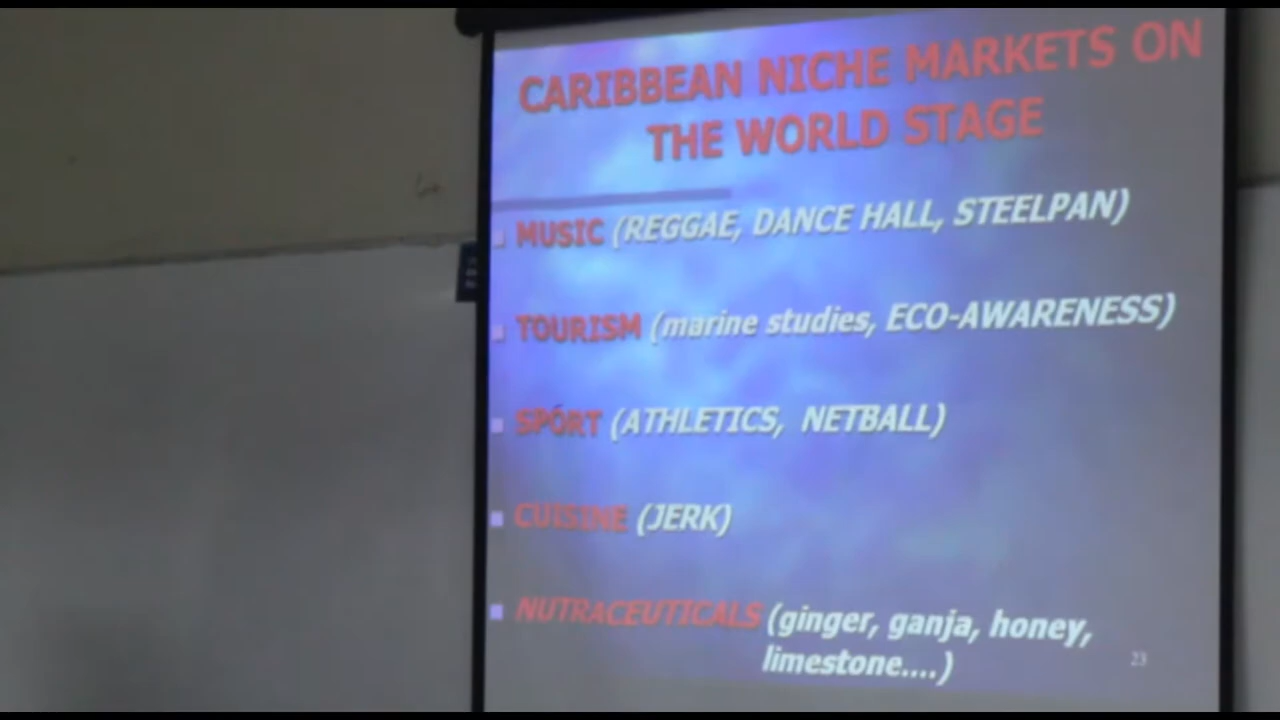 CARIBBEAN NICHE MARKETS ON
THE WORLD STAGE
MUSIC (REGGAE, DANCE HALL, STEELPAN)
TOURISM (marine studies, ECO-AWARENESS)
SPORT (ATHLETICS, NETBALL)
CUISINE (JERK)
NUTRACEUTICALS (ginger, ganja, honey,
limestone....)
23